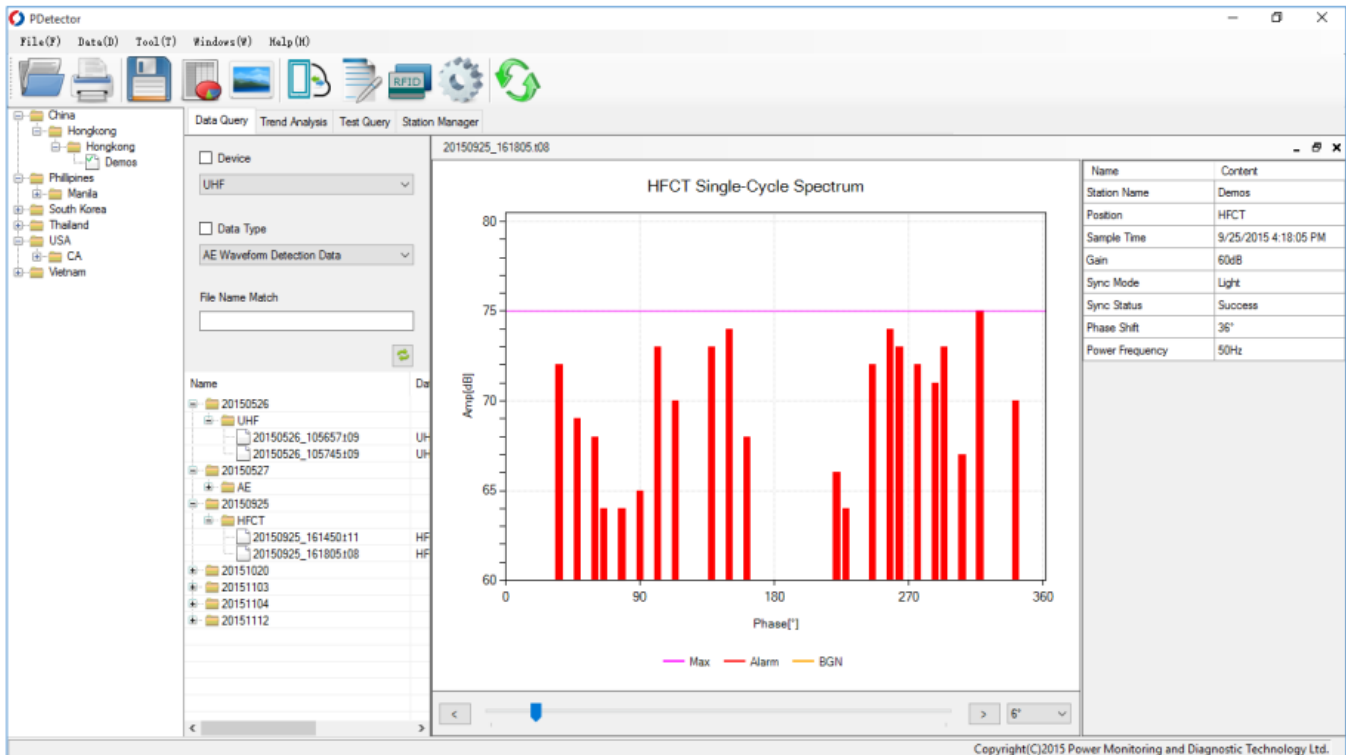 PDetector
File(F) Data(D) Tool(T) Windows(W) Help(H)
RFID
China
Hongkong
Hongkong
Demos
Philipines
Manila
South Korea
Thailand
USA
CA
Vietnam
Data Query Trend Analysis Test Query Station Manager
Device
UHF
Data Type
AE Waveform Detection Data
File Name Match
Name Da
20150526
UHF
20150526_105657.t09 UH
20150526_105745.t09 UH
20150527
AE
20150925
HFCT
20150925_161450.t11 HF
20150925_161805.t08 HF
20151020
20151103
20151104
20151112
20150925_161805.t08
HFCT Single-Cycle Spectrum
Amp[dB]
80
75
70
65
60
0 90 180 270 360
Phase[°]
Max Alarm BGN
< > 6°
Name Content
Station Name Demos
Position HFCT
Sample Time 9/25/2015 4:18:05 PM
Gain 60dB
Sync Mode Light
Sync Status Success
Phase Shift 36°
Power Frequency 50Hz
Copyright(C)2015 Power Monitoring and Diagnostic Technology Ltd.